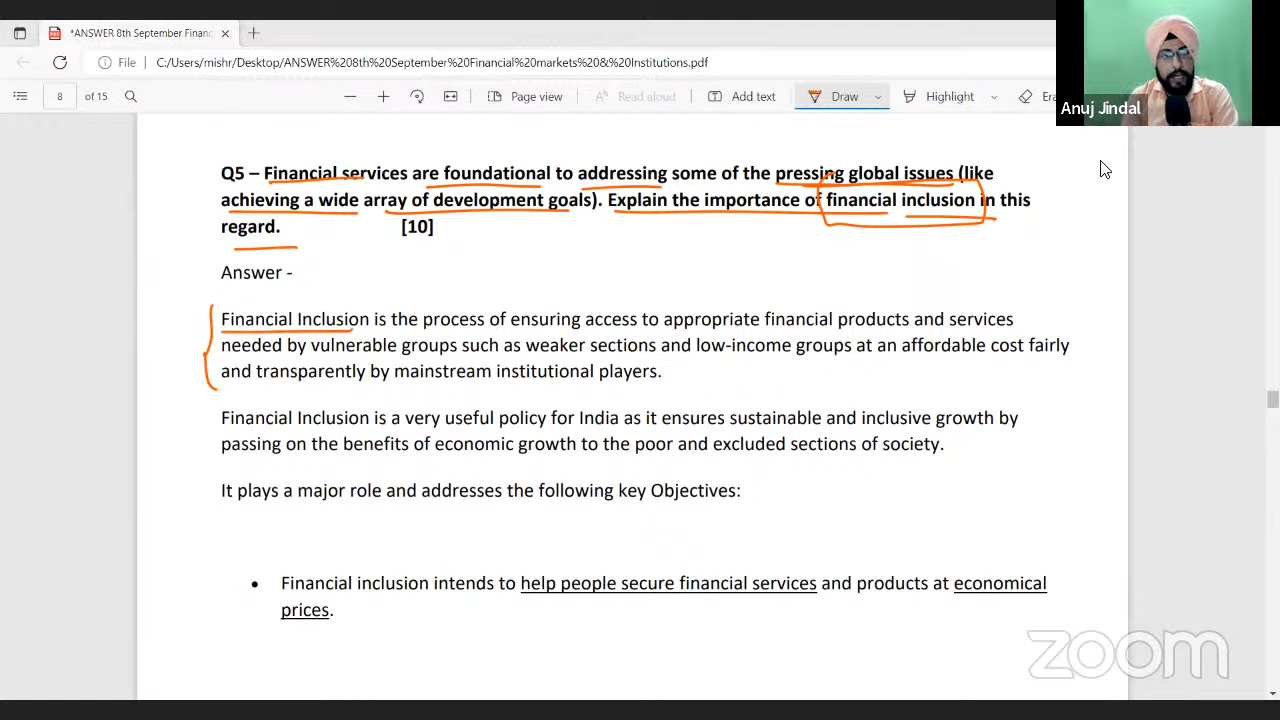 *ANSWER 8th September Financ
File
C:/Users/mishr/Desktop/ANSWER%208th%20September%20Financial%20markets%20&%20Institutions.pdf
8 of 15
Page view
Read aloud
Add text
Draw
Highlight
Era
Anuj Jindal
Q5 – Financial services are foundational to addressing some of the pressing global issues (like
achieving a wide array of development goals). Explain the importance of financial inclusion in this
regard. [10]
Answer -
Financial Inclusion is the process of ensuring access to appropriate financial products and services
needed by vulnerable groups such as weaker sections and low-income groups at an affordable cost fairly
and transparently by mainstream institutional players.
Financial Inclusion is a very useful policy for India as it ensures sustainable and inclusive growth by
passing on the benefits of economic growth to the poor and excluded sections of society.
It plays a major role and addresses the following key Objectives:
• Financial inclusion intends to help people secure financial services and products at economical
prices.
zoom